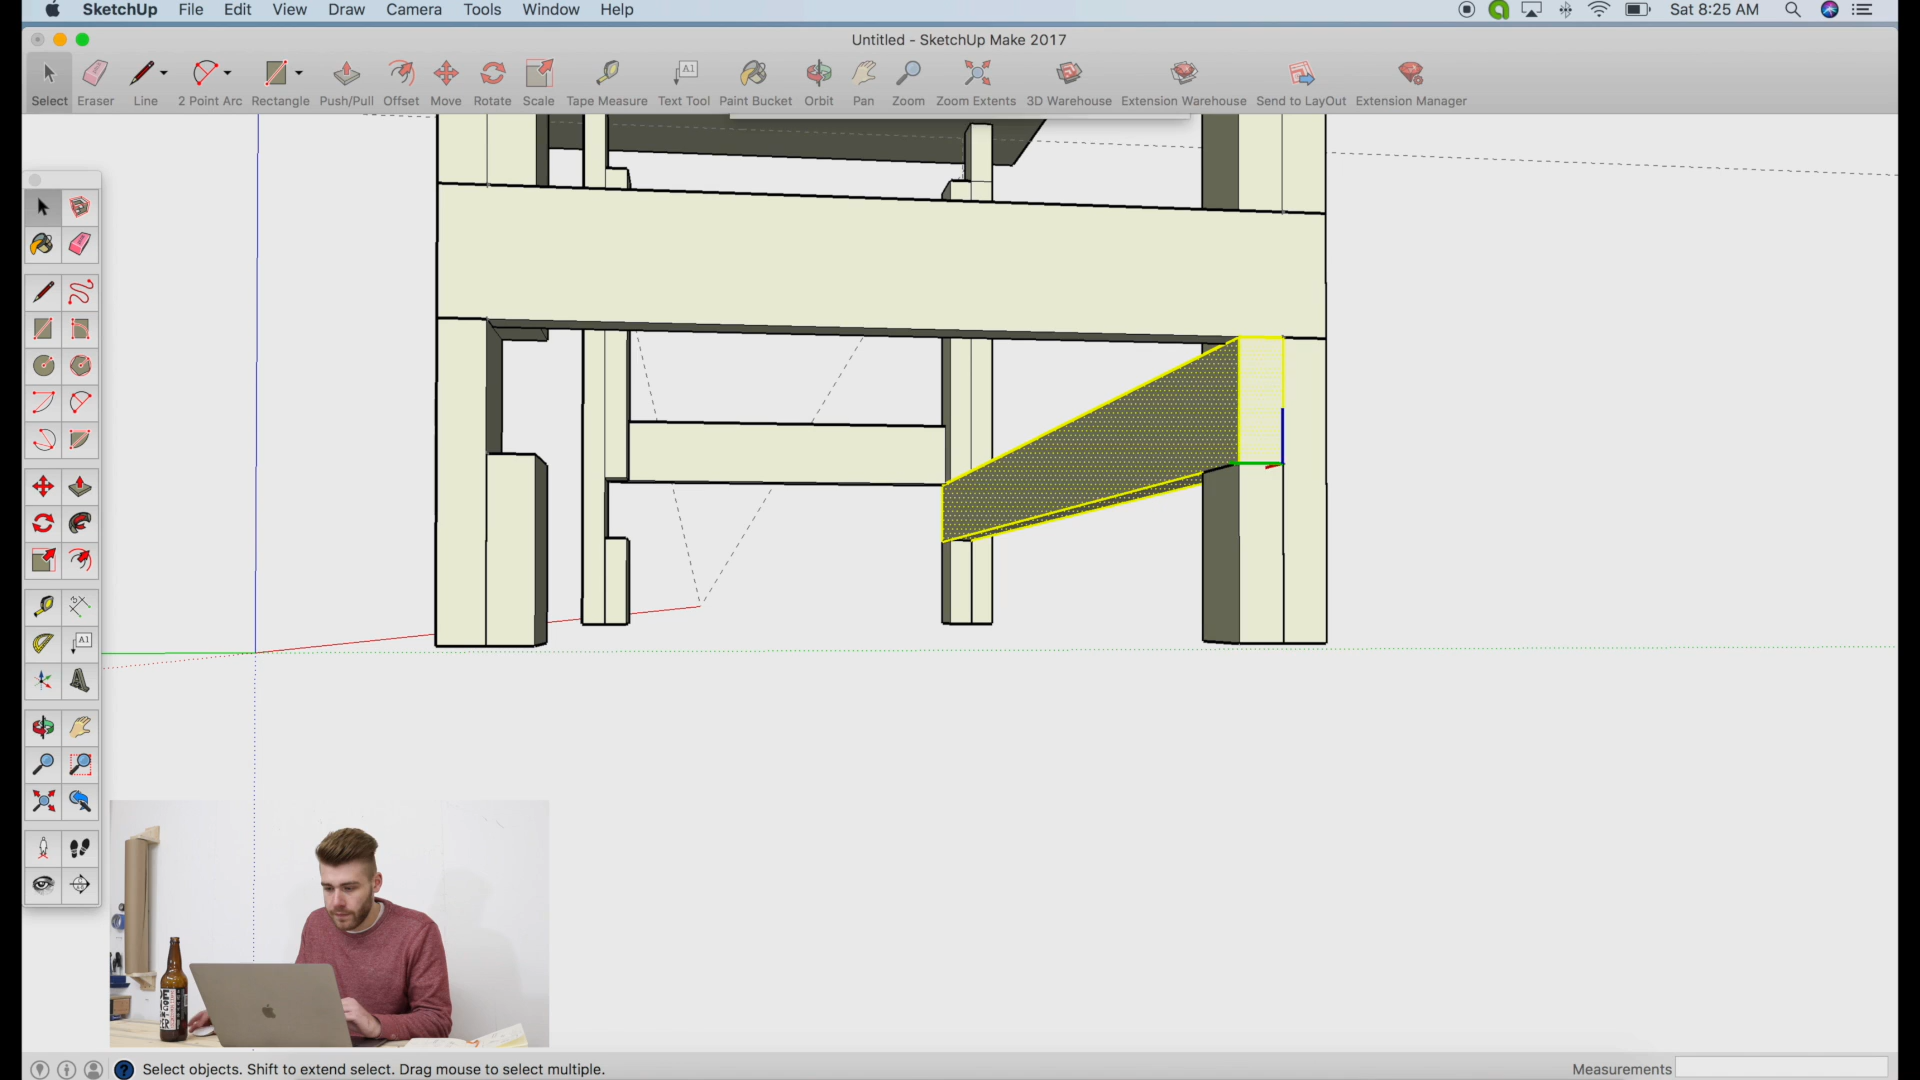 SketchUp File Edit View Draw Camera Tools Window Help Sat 8:25 AM
Untitled - SketchUp Make 2017
A1
Select Eraser Line 2 Point Arc Rectangle Push/Pull Offset Move Rotate Scale Tape Measure Text Tool Paint Bucket Orbit Pan Zoom Zoom Extents 3D Warehouse Extension Warehouse Send to LayOut Extension Manager
A1
? Select objects. Shift to extend select. Drag mouse to select multiple. Measurements